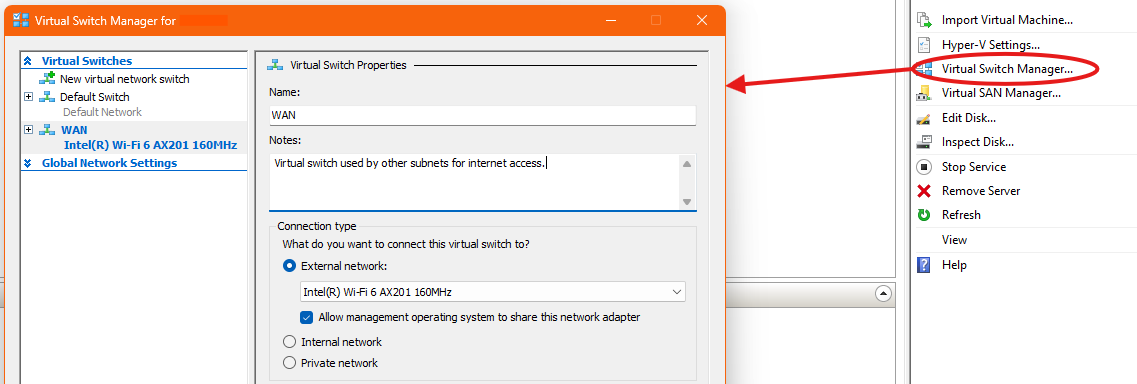 Virtual Switch Manager for
Virtual Switches
New virtual network switch
Default Switch
Default Network
WAN
Intel(R) Wi-Fi 6 AX201 160MHz
Global Network Settings
Virtual Switch Properties
Name:
WAN
Notes:
Virtual switch used by other subnets for internet access.
Connection type
What do you want to connect this virtual switch to?
External network:
Intel(R) Wi-Fi 6 AX201 160MHz
Allow management operating system to share this network adapter
Internal network
Private network
Import Virtual Machine...
Hyper-V Settings...
Virtual Switch Manager...
Virtual SAN Manager...
Edit Disk...
Inspect Disk...
Stop Service
Remove Server
Refresh
View
Help